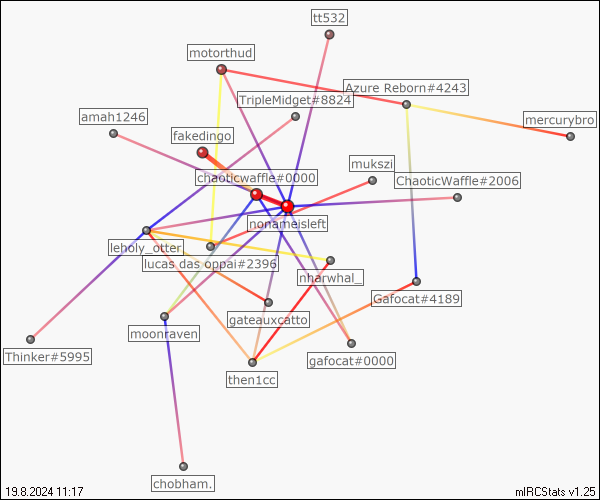 tt532
motorthud
Azure Reborn#4243
TripleMidget#8824
amah1246
mercurybro
fakedingo
mukszi
chaoticwaffle#0000
ChaoticWaffle#2006
nonameisleft
leholy_otter
lucas das oppai#2396
nharwhal_
Gafocat#4189
gateauxcatto
moonraven
Thinker#5995
gafocat#0000
then1cc
chobham.
19.8.2024 11:17
mIRCStats v1.25